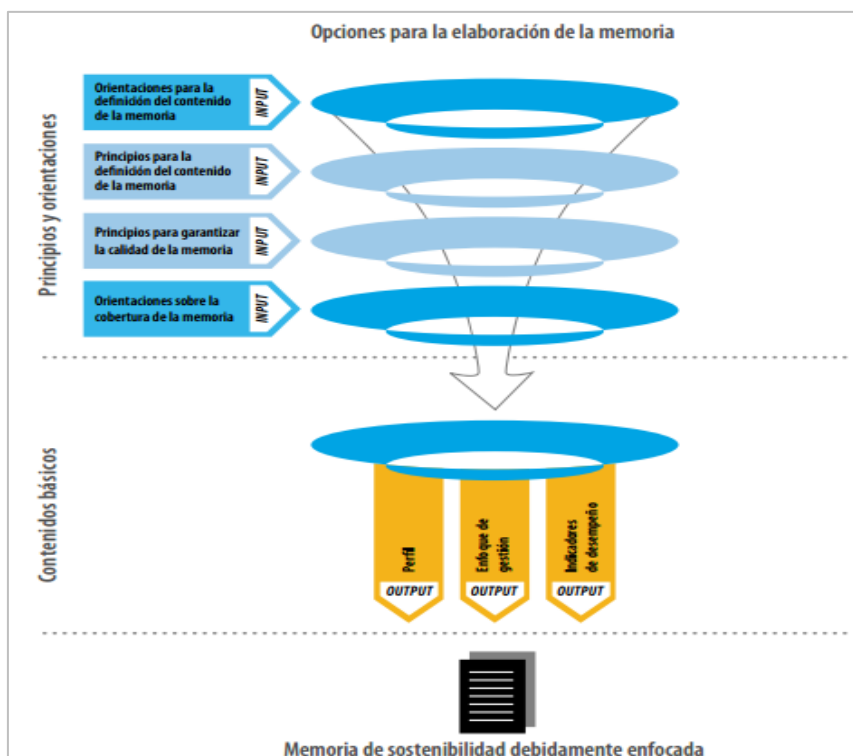 Opciones para la elaboración de la memoria
Principios y orientaciones
Orientaciones para la
definición del contenido
de la memoria
INPUT
Principios para la
definición del contenido
de la memoria
INPUT
Principios para garantizar
la calidad de la memoria
INPUT
Orientaciones sobre la
cobertura de la memoria
INPUT
Contenidos básicos
Perfil
OUTPUT
Enfoque de
gestión
OUTPUT
Indicadores
de desempeño
OUTPUT
Memoria de sostenibilidad debidamente enfocada